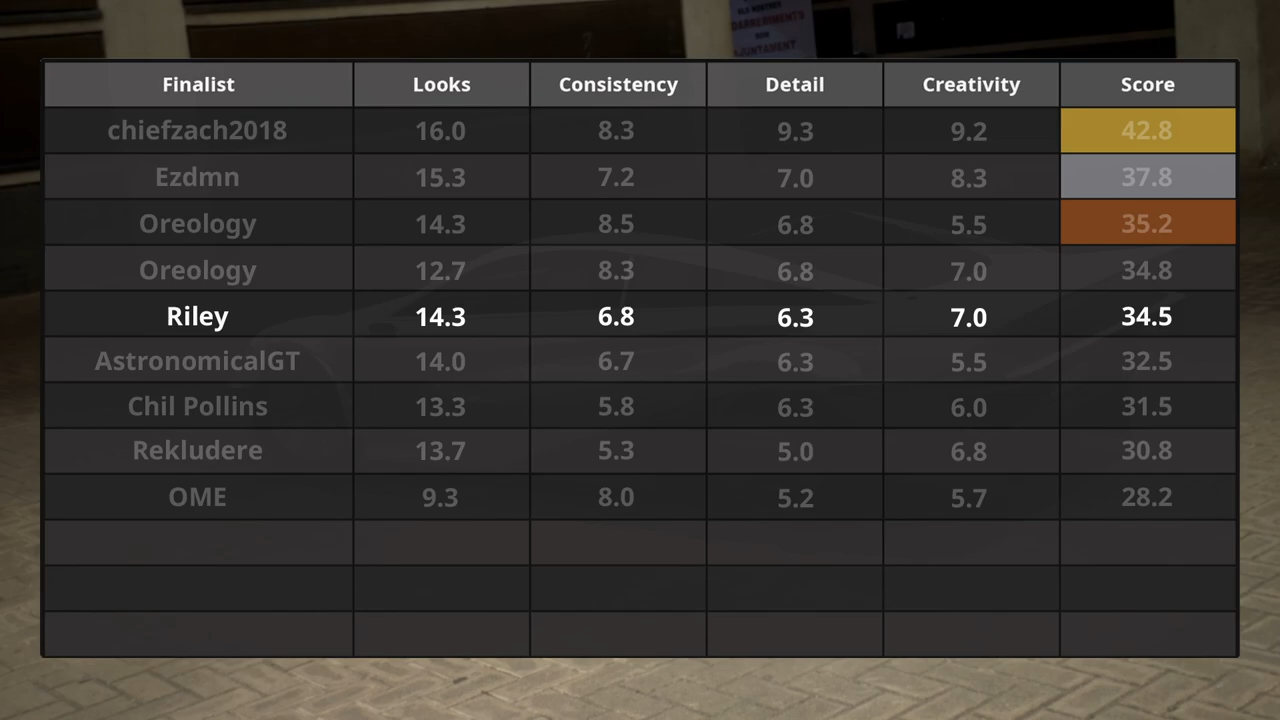 DARRERIMENTS
SON
AJUNTAMENT
Finalist Looks Consistency Detail Creativity Score
chiefzach2018 16.0 8.3 9.3 9.2 42.8
Ezdmn 15.3 7.2 7.0 8.3 37.8
Oreology 14.3 8.5 6.8 5.5 35.2
Oreology 12.7 8.3 6.8 7.0 34.8
Riley 14.3 6.8 6.3 7.0 34.5
AstronomicalGT 14.0 6.7 6.3 5.5 32.5
Chil Pollins 13.3 5.8 6.3 6.0 31.5
Rekludere 13.7 5.3 5.0 6.8 30.8
OME 9.3 8.0 5.2 5.7 28.2